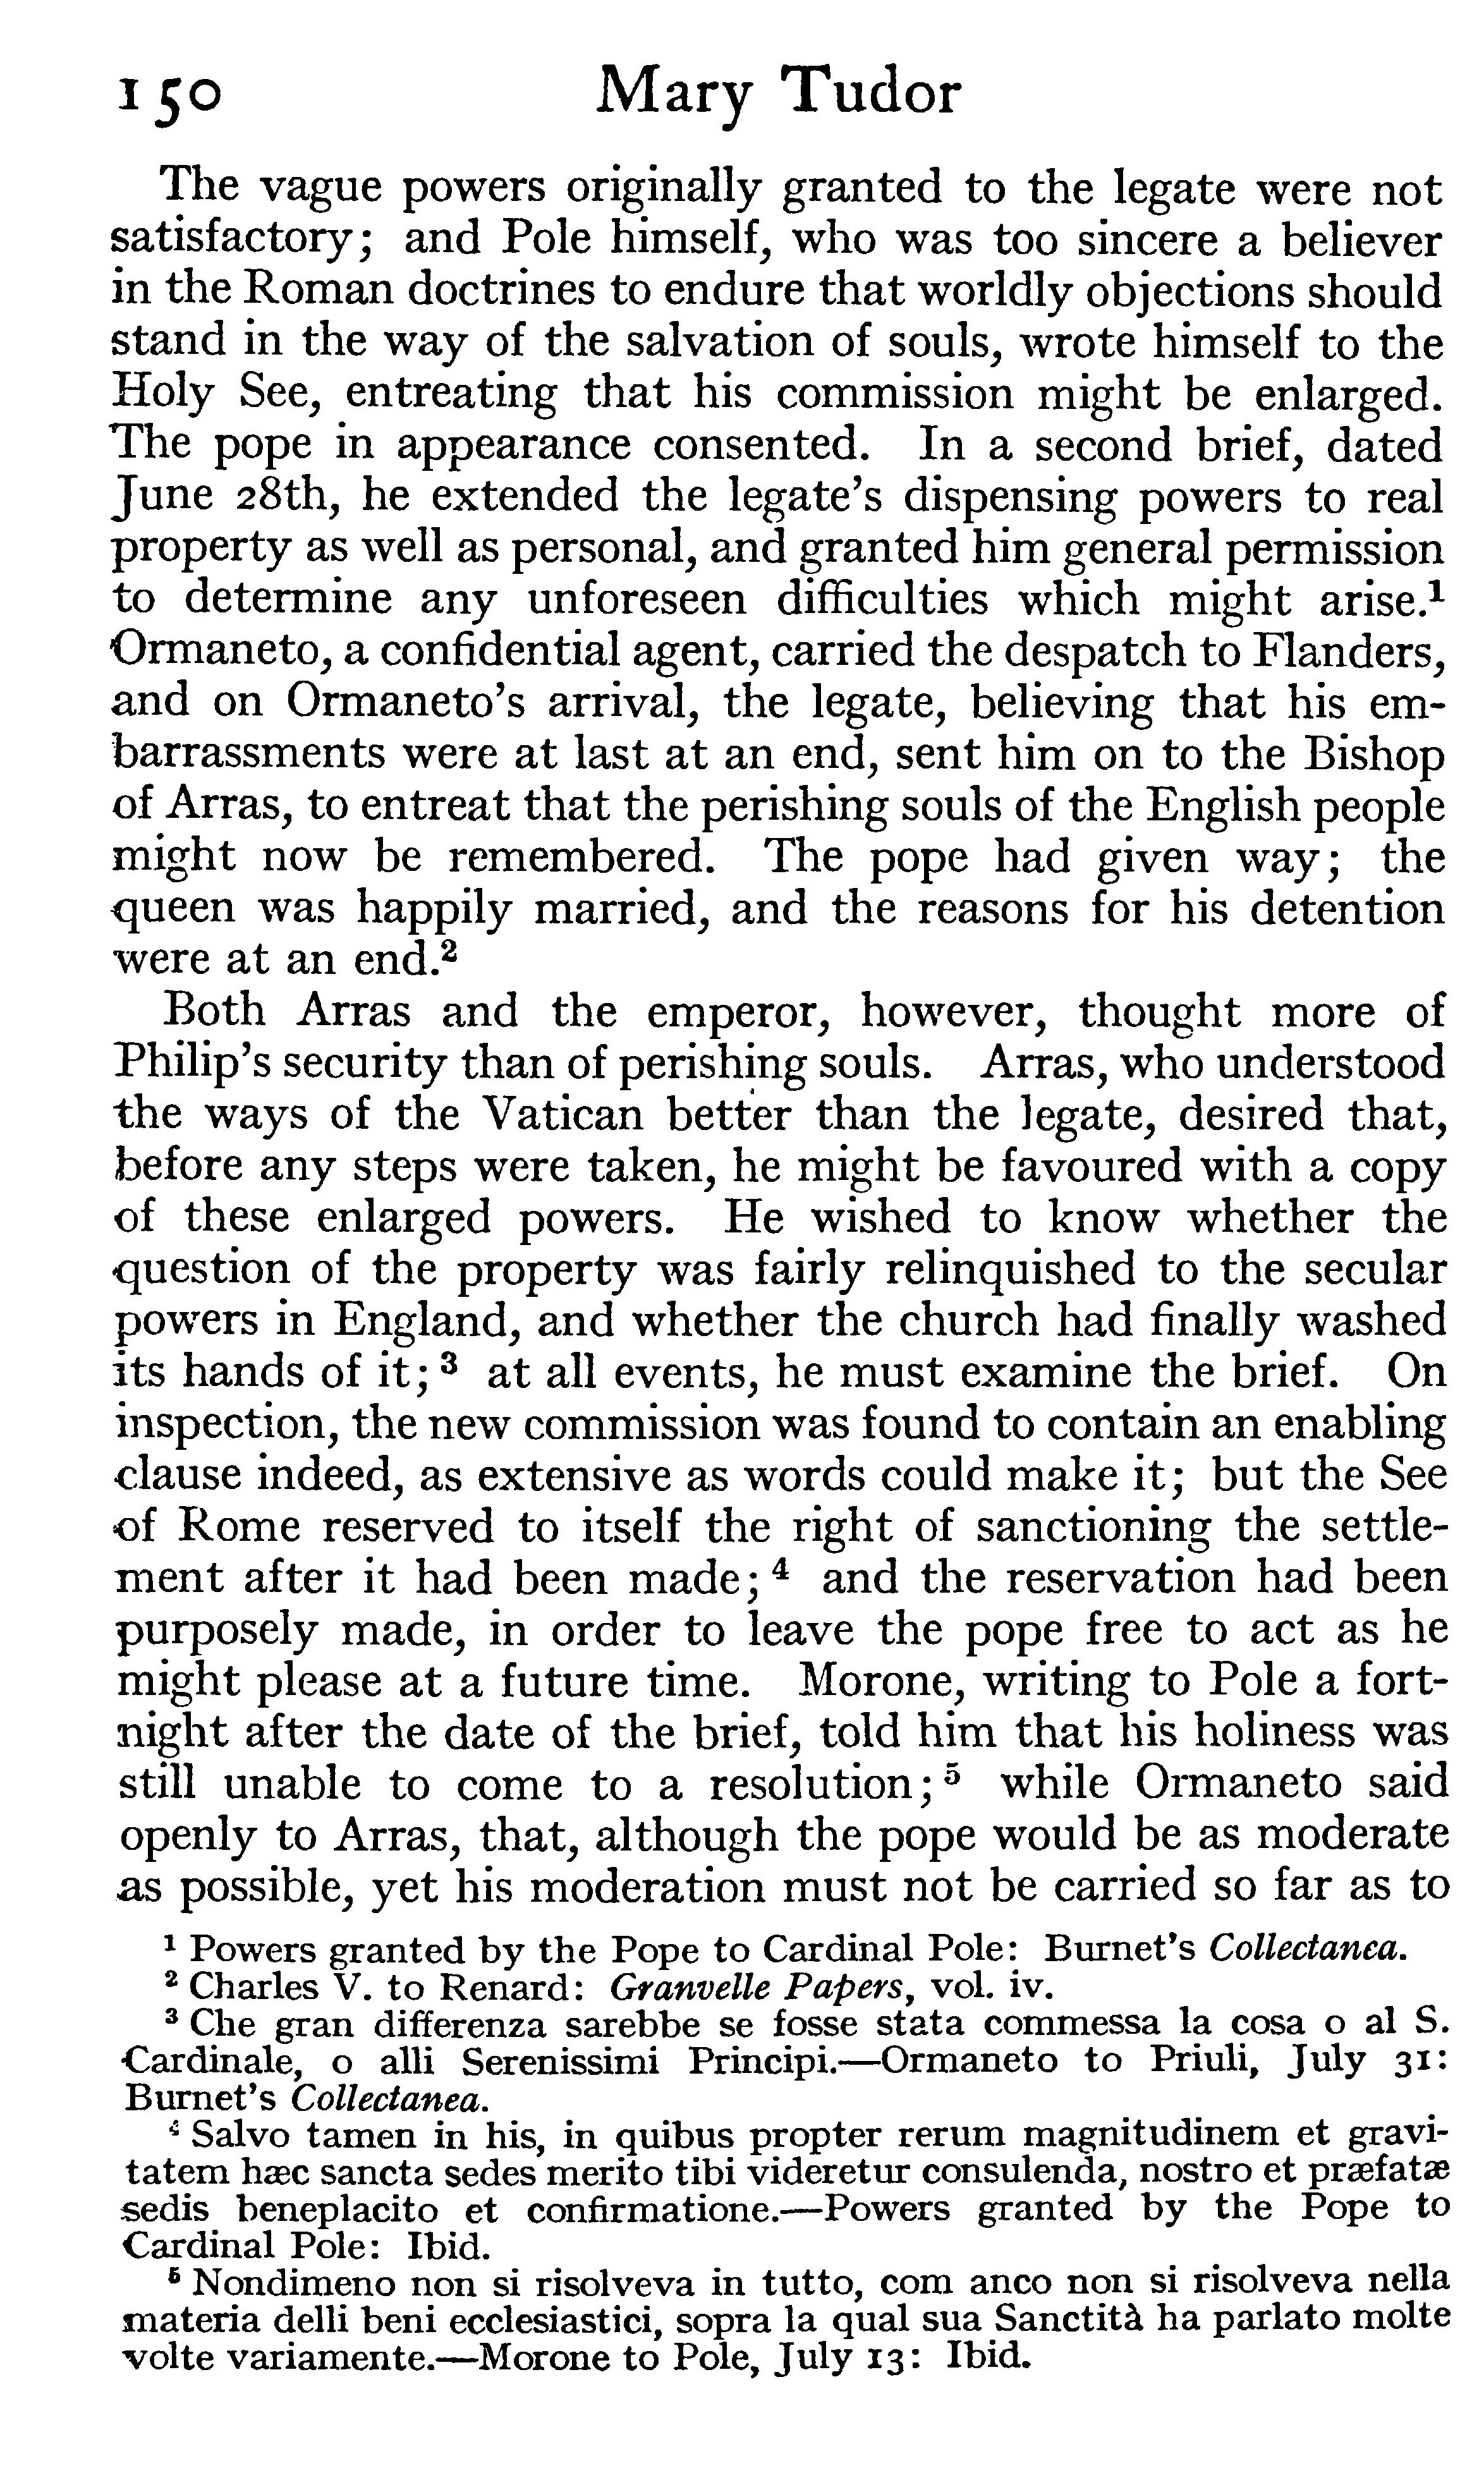 150 Mary Tudor
The vague powers originally granted to the legate were not
satisfactory; and Pole himself, who was too sincere a believer
in the Roman doctrines to endure that worldly objections should
stand in the way of the salvation of souls, wrote himself to the
Holy See, entreating that his commission might be enlarged.
The pope in appearance consented. In a second brief, dated
June 28th, he extended the legate's dispensing powers to real
property as well as personal, and granted him general permission
to determine any unforeseen difficulties which might arise.¹
Ormaneto, a confidential agent, carried the despatch to Flanders,
and on Ormaneto's arrival, the legate, believing that his em-
barrassments were at last at an end, sent him on to the Bishop
of Arras, to entreat that the perishing souls of the English people
might now be remembered. The pope had given way; the
queen was happily married, and the reasons for his detention
were at an end.²
Both Arras and the emperor, however, thought more of
Philip's security than of perishing souls. Arras, who understood
the ways of the Vatican better than the legate, desired that,
before any steps were taken, he might be favoured with a copy
of these enlarged powers. He wished to know whether the
question of the property was fairly relinquished to the secular
powers in England, and whether the church had finally washed
its hands of it;³ at all events, he must examine the brief. On
inspection, the new commission was found to contain an enabling
clause indeed, as extensive as words could make it; but the See
of Rome reserved to itself the right of sanctioning the settle-
ment after it had been made;⁴ and the reservation had been
purposely made, in order to leave the pope free to act as he
might please at a future time. Morone, writing to Pole a fort-
night after the date of the brief, told him that his holiness was
still unable to come to a resolution;⁵ while Ormaneto said
openly to Arras, that, although the pope would be as moderate
as possible, yet his moderation must not be carried so far as to
¹ Powers granted by the Pope to Cardinal Pole: Burnet's Collectanea.
² Charles V. to Renard: Granvelle Papers, vol. iv.
³ Che gran differenza sarebbe se fosse stata commessa la cosa o al S.
Cardinale, o alli Serenissimi Principi.—Ormaneto to Priuli, July 31:
Burnet's Collectanea.
⁴ Salvo tamen in his, in quibus propter rerum magnitudinem et gravi-
tatem hæc sancta sedes merito tibi videretur consulenda, nostro et præfatæ
sedis beneplacito et confirmatione.—Powers granted by the Pope to
Cardinal Pole: Ibid.
⁵ Nondimeno non si risolveva in tutto, com anco non si risolveva nella
materia delli beni ecclesiastici, sopra la qual sua Sanctità ha parlato molte
volte variamente.—Morone to Pole, July 13: Ibid.